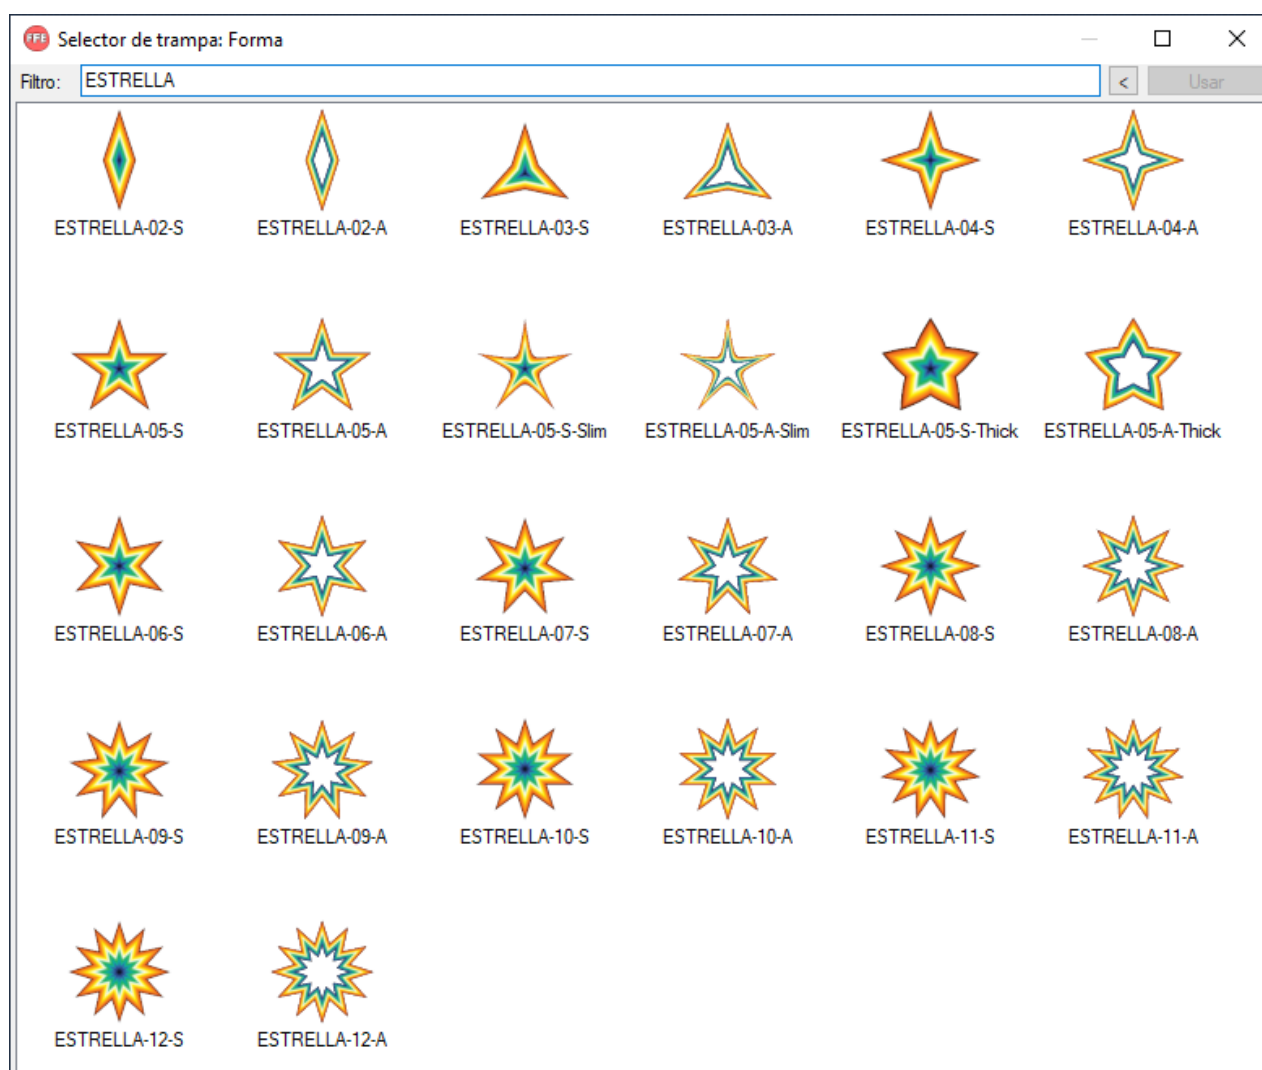 FFE Selector de trampa: Forma
Filtro: ESTRELLA < Usar
ESTRELLA-02-S ESTRELLA-02-A ESTRELLA-03-S ESTRELLA-03-A ESTRELLA-04-S ESTRELLA-04-A
ESTRELLA-05-S ESTRELLA-05-A ESTRELLA-05-S-Slim ESTRELLA-05-A-Slim ESTRELLA-05-S-Thick ESTRELLA-05-A-Thick
ESTRELLA-06-S ESTRELLA-06-A ESTRELLA-07-S ESTRELLA-07-A ESTRELLA-08-S ESTRELLA-08-A
ESTRELLA-09-S ESTRELLA-09-A ESTRELLA-10-S ESTRELLA-10-A ESTRELLA-11-S ESTRELLA-11-A
ESTRELLA-12-S ESTRELLA-12-A